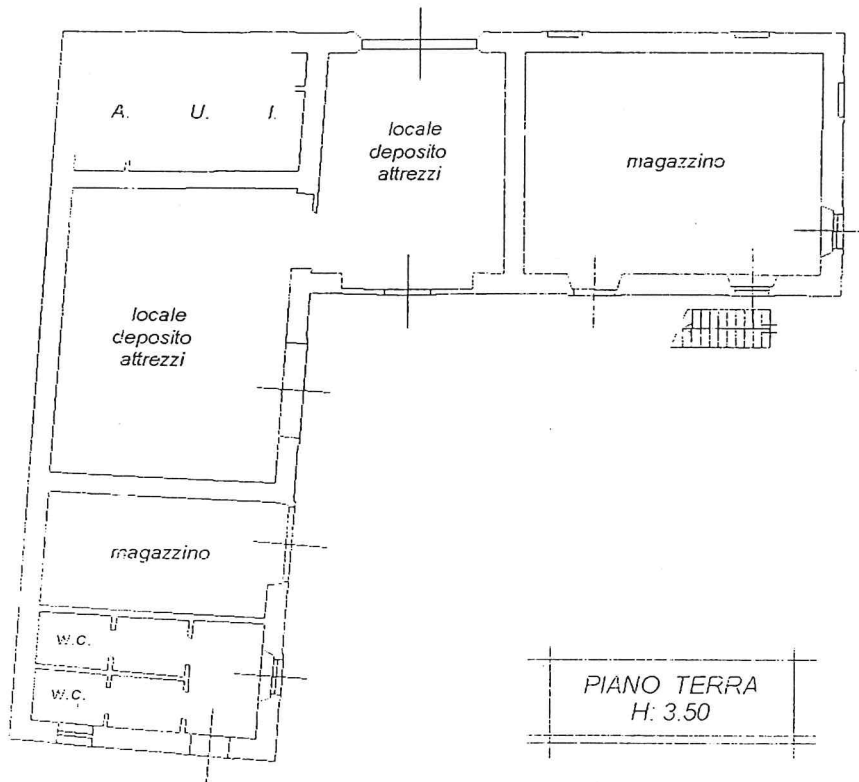 A. U. I.
locale
deposito
attrezzi
magazzino
locale
deposito
attrezzi
magazzino
w.c.
w.c.
PIANO TERRA
H: 3.50